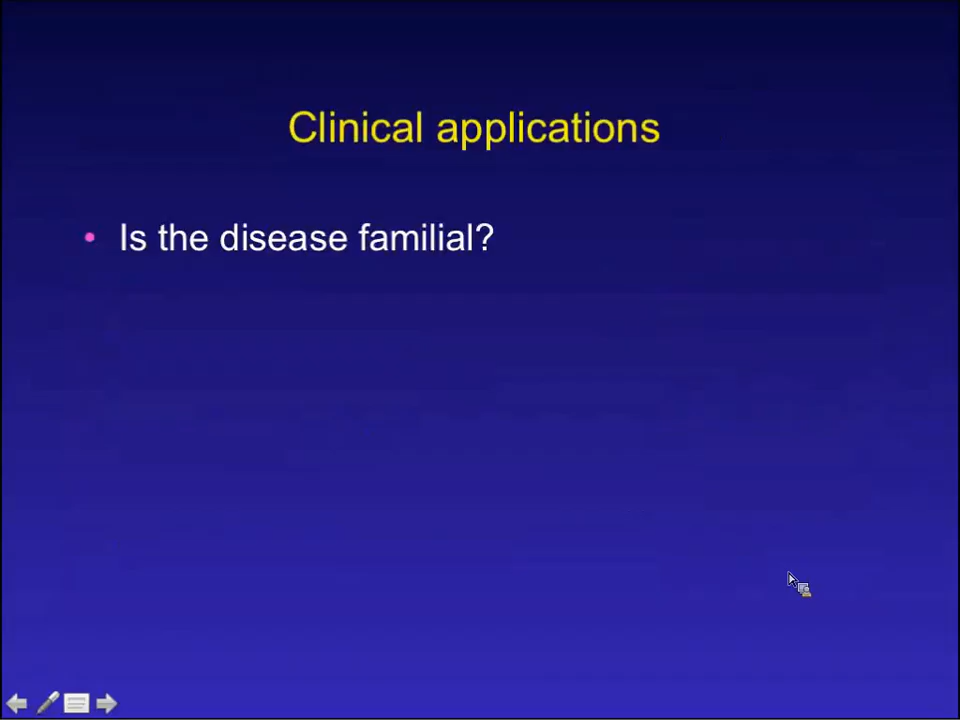 Clinical applications
• Is the disease familial?